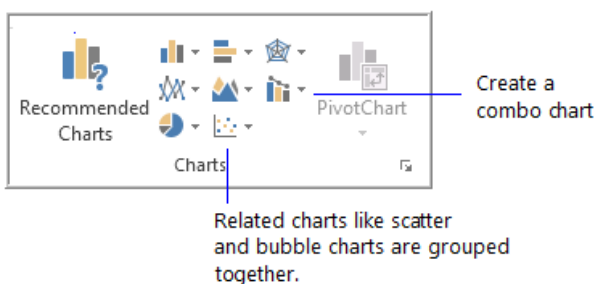 Recommended
Charts
PivotChart
Charts
Create a
combo chart
Related charts like scatter
and bubble charts are grouped
together.